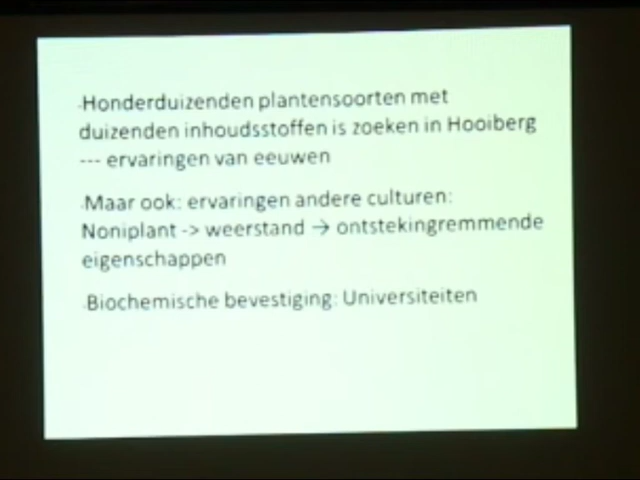 -Honderduizenden plantensoorten met
duizenden inhoudsstoffen is zoeken in Hooiberg
--- ervaringen van eeuwen
-Maar ook: ervaringen andere culturen:
Noniplant -> weerstand → ontstekingremmende
eigenschappen
-Biochemische bevestiging: Universiteiten